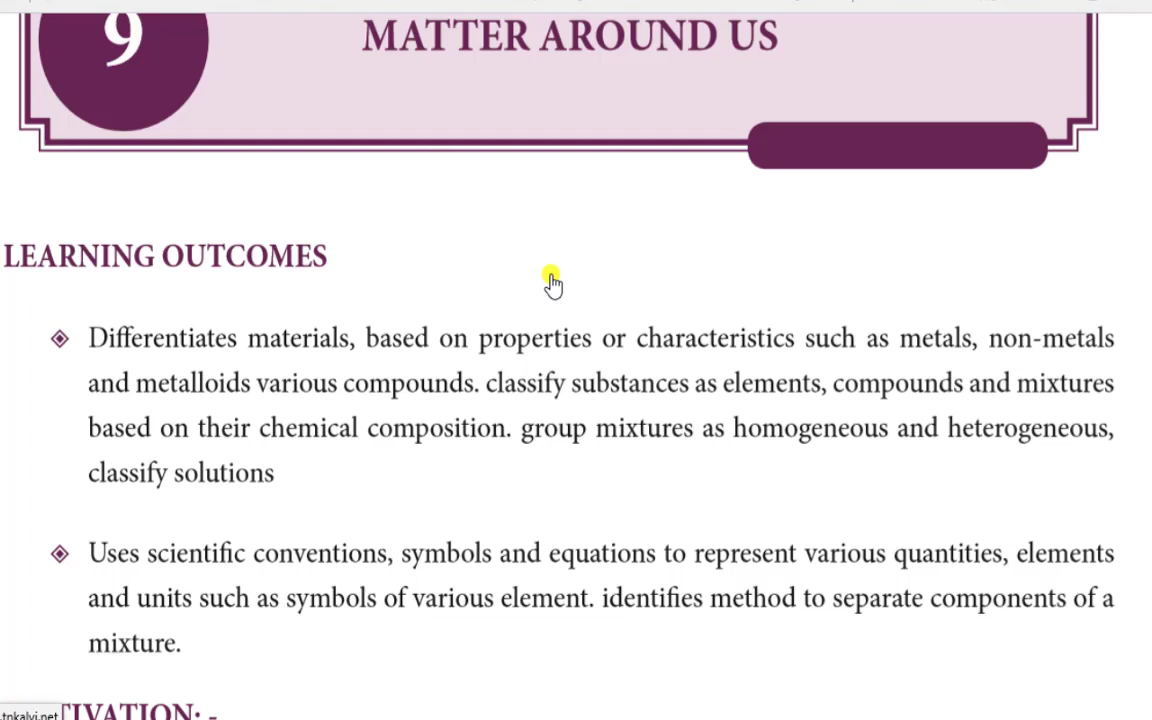 9
MATTER AROUND US
LEARNING OUTCOMES
Differentiates materials, based on properties or characteristics such as metals, non-metals
and metalloids various compounds. classify substances as elements, compounds and mixtures
based on their chemical composition. group mixtures as homogeneous and heterogeneous,
classify solutions
Uses scientific conventions, symbols and equations to represent various quantities, elements
and units such as symbols of various element. identifies method to separate components of a
mixture.
TIVATION: -
.tnkalvi.net